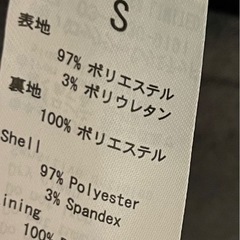 S
表地
97% ポリエステル
3% ポリウレタン
裏地
100% ポリエステル
Shell
97% Polyester
3% Spandex
ining
100%